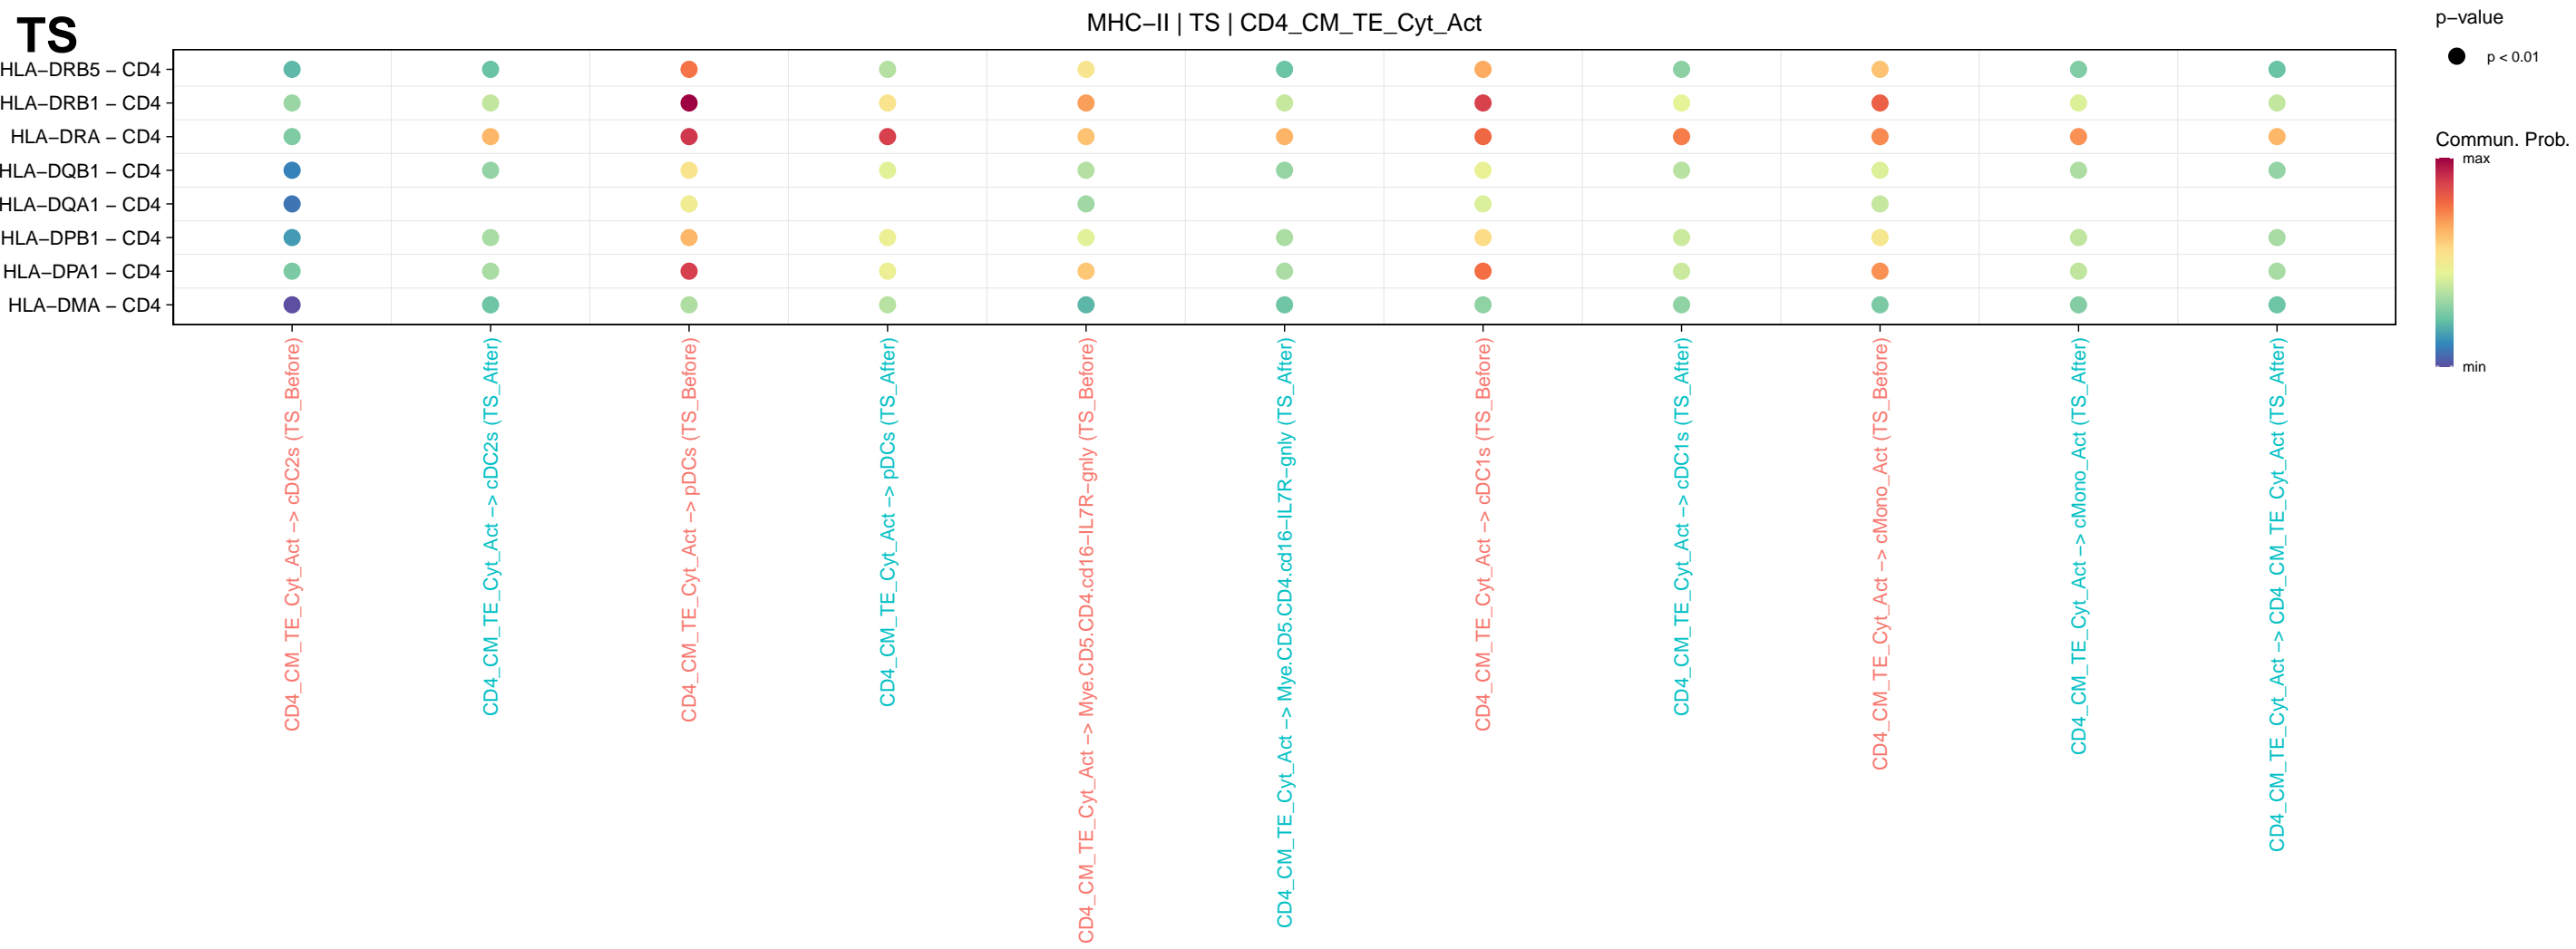 TS
MHC−II | TS | CD4_CM_TE_Cyt_Act
HLA−DRB5 − CD4
HLA−DRB1 − CD4
HLA−DRA − CD4
HLA−DQB1 − CD4
HLA−DQA1 − CD4
HLA−DPB1 − CD4
HLA−DPA1 − CD4
HLA−DMA − CD4
CD4_CM_TE_Cyt_Act −> cDC2s (TS_Before)
CD4_CM_TE_Cyt_Act −> cDC2s (TS_After)
CD4_CM_TE_Cyt_Act −> pDCs (TS_Before)
CD4_CM_TE_Cyt_Act −> pDCs (TS_After)
CD4_CM_TE_Cyt_Act −> Mye.CD5.CD4.cd16−IL7R−gnly (TS_Before)
CD4_CM_TE_Cyt_Act −> Mye.CD5.CD4.cd16−IL7R−gnly (TS_After)
CD4_CM_TE_Cyt_Act −> cDC1s (TS_Before)
CD4_CM_TE_Cyt_Act −> cDC1s (TS_After)
CD4_CM_TE_Cyt_Act −> cMono_Act (TS_Before)
CD4_CM_TE_Cyt_Act −> cMono_Act (TS_After)
CD4_CM_TE_Cyt_Act −> CD4_CM_TE_Cyt_Act (TS_After)
p−value
p < 0.01
Commun. Prob.
max
min